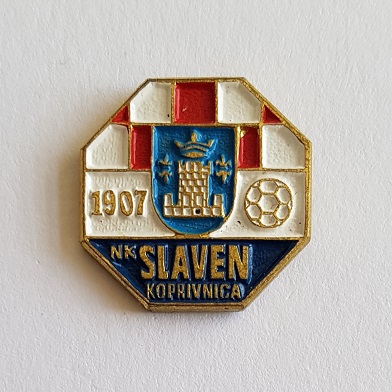 1907
NK SLAVEN
KOPRIVNICA